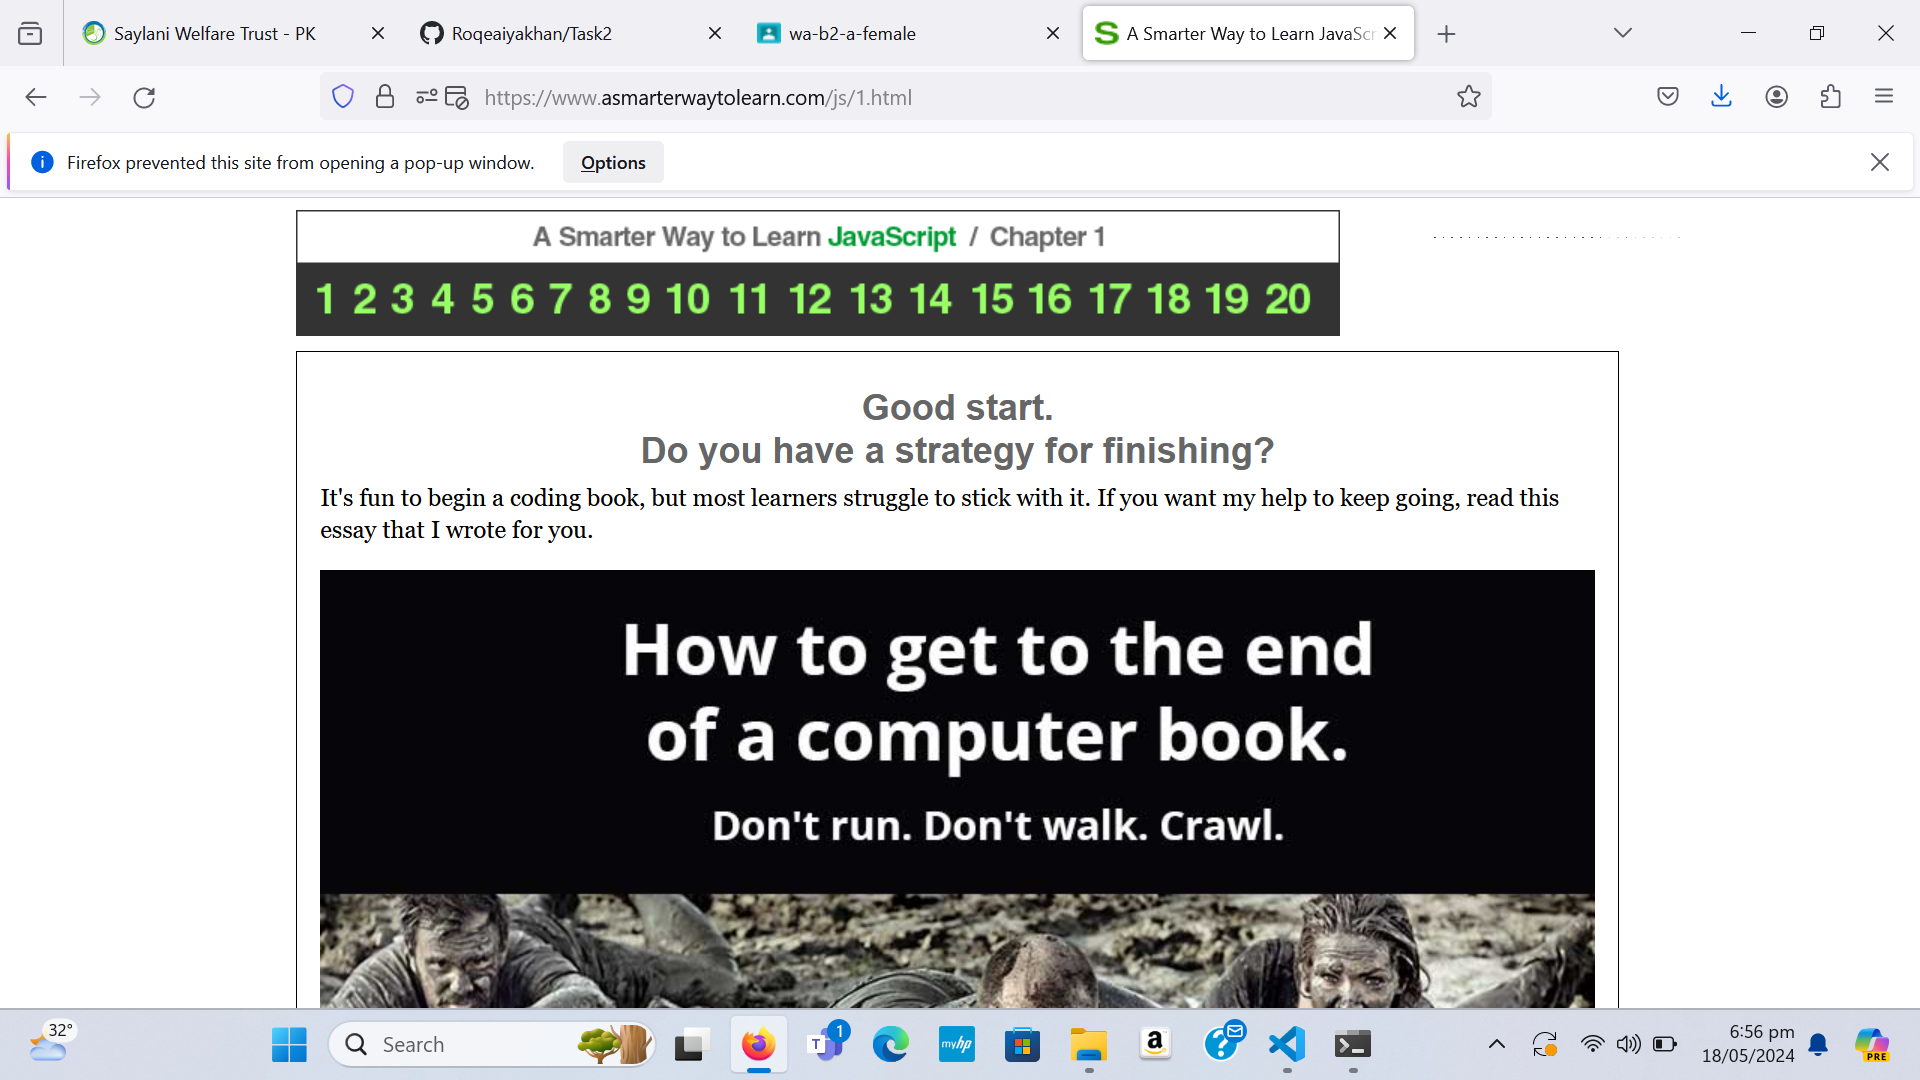 Saylani Welfare Trust - PK
Roqeaiyakhan/Task2
wa-b2-a-female
A Smarter Way to Learn JavaScr
https://www.asmarterwaytolearn.com/js/1.html
Firefox prevented this site from opening a pop-up window.
Options
A Smarter Way to Learn JavaScript / Chapter 1
1 2 3 4 5 6 7 8 9 10 11 12 13 14 15 16 17 18 19 20
Good start.
Do you have a strategy for finishing?
It's fun to begin a coding book, but most learners struggle to stick with it. If you want my help to keep going, read this
essay that I wrote for you.
How to get to the end
of a computer book.
Don't run. Don't walk. Crawl.
32°
Search
T
1
myhp
a
?
6:56 pm
18/05/2024
PRE